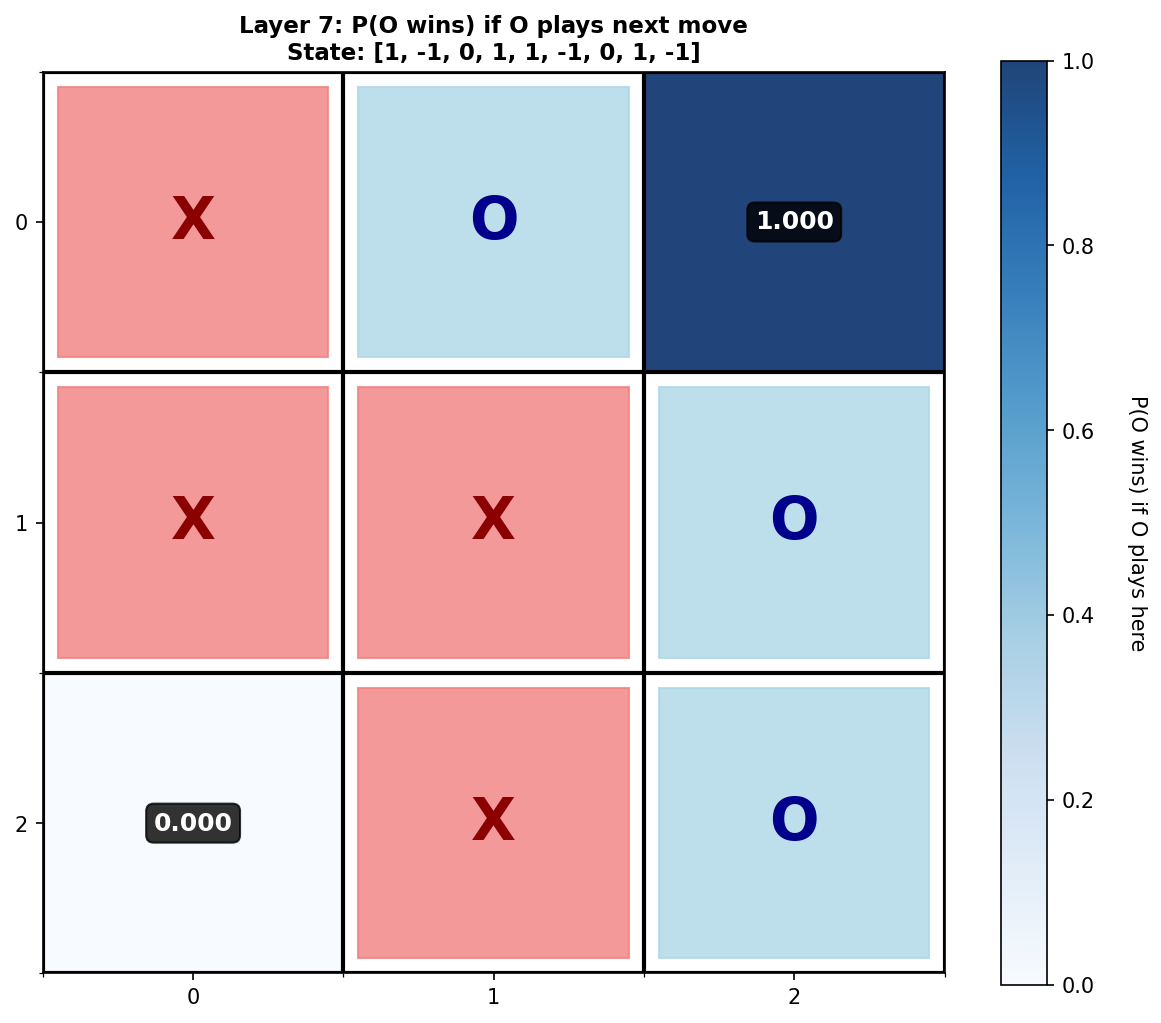 Layer 7: P(O wins) if O plays next move
State: [1, -1, 0, 1, 1, -1, 0, 1, -1]
0
X
O
1.000
1
X
X
O
2
0.000
X
O
0
1
2
1.0
0.8
0.6
0.4
0.2
0.0
P(O wins) if O plays here